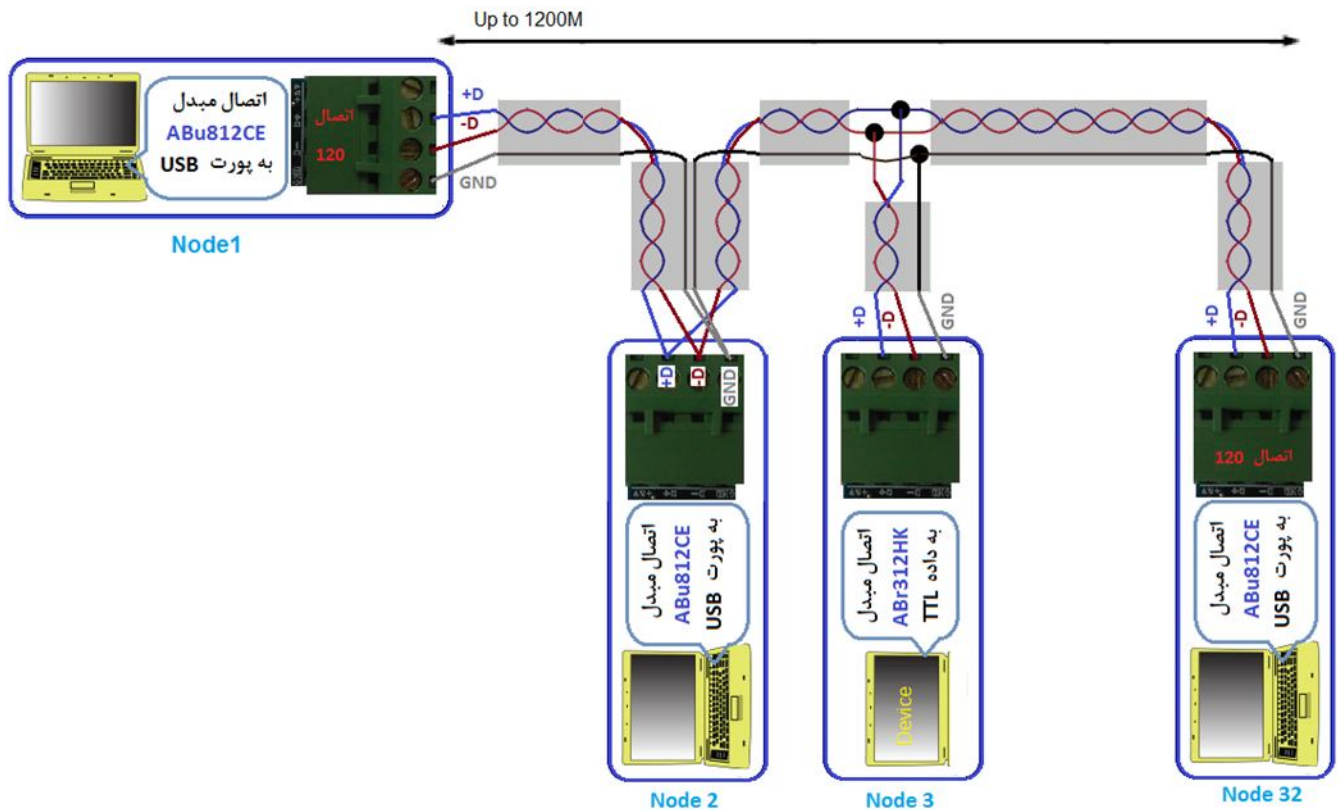 Up to 1200M
اتصال مبدل
ABu812CE
به پورت USB
اتصال
120
+D
-D
GND
Node1
+D
-D
GND
اتصال مبدل
ABu812CE
به پورت USB
Node 2
+D
-D
GND
اتصال مبدل
ABr312HK
به داده TTL
Device
Node 3
+D
-D
GND
اتصال 120
اتصال مبدل
ABu812CE
به پورت USB
Node 32